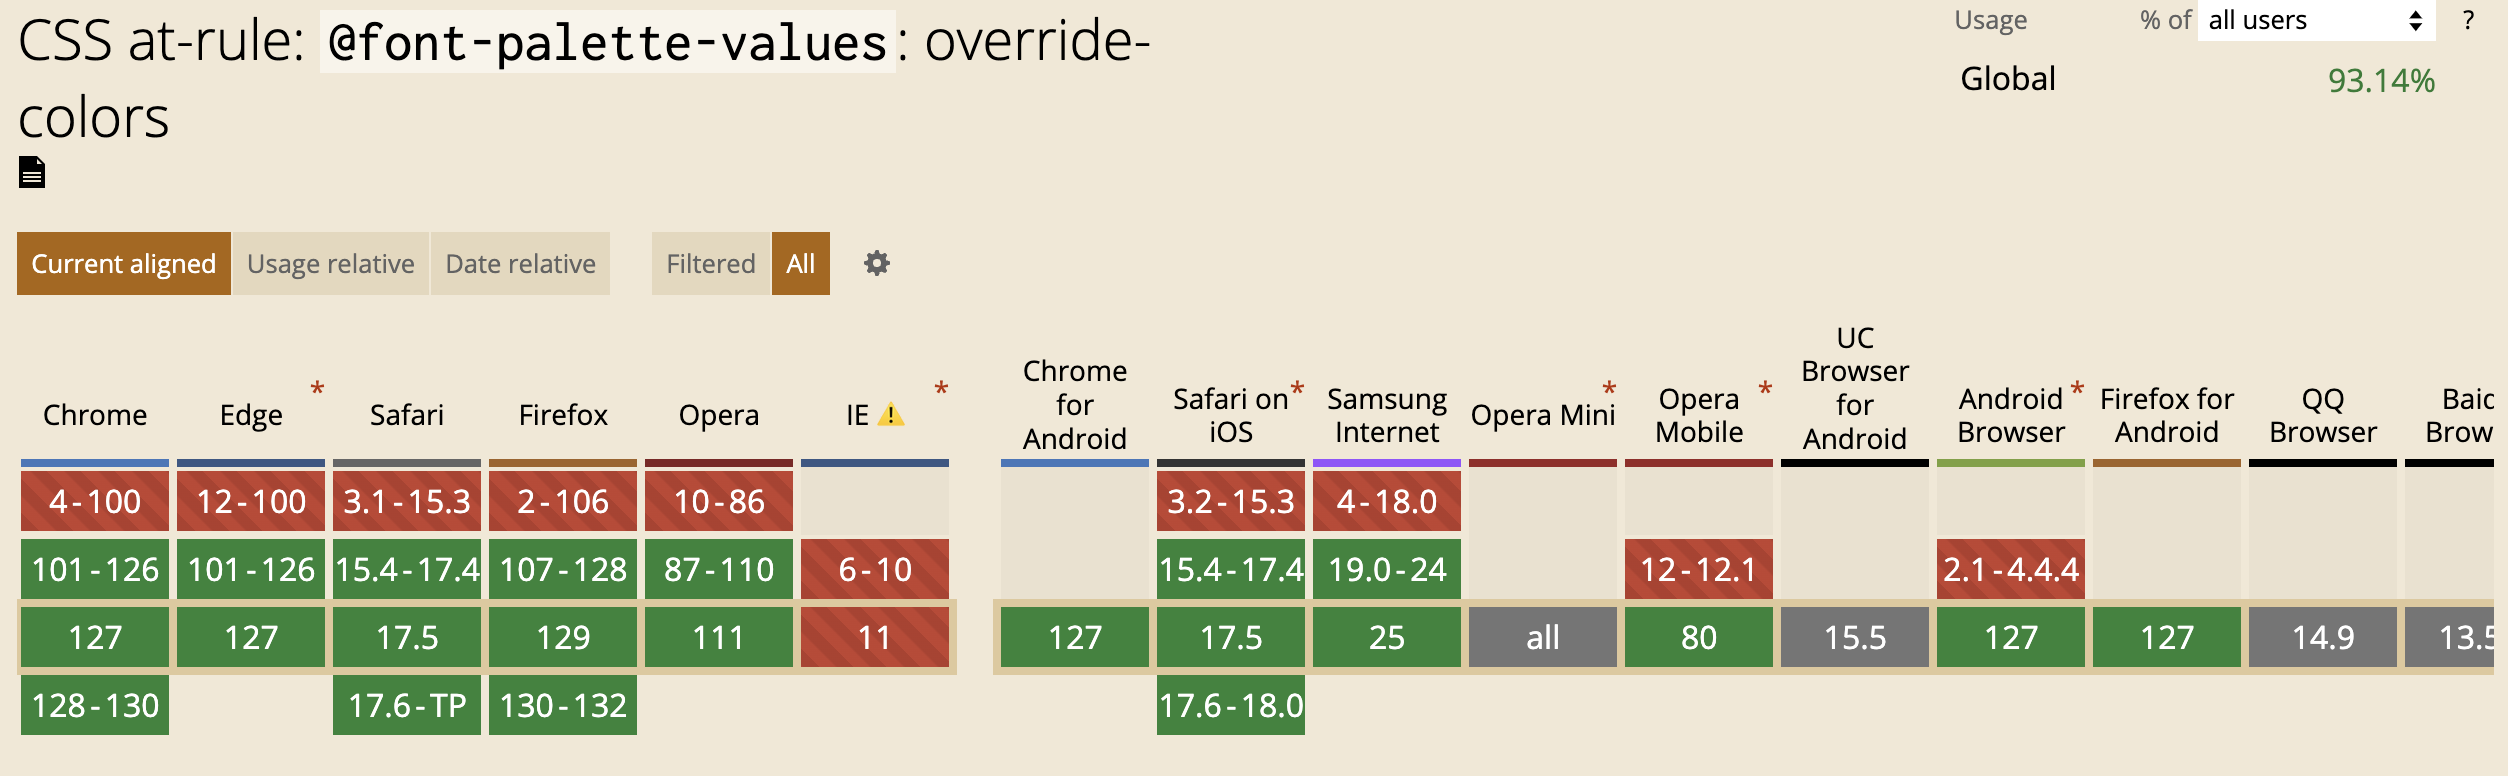 CSS at-rule: @font-palette-values: override-
colors
Usage % of all users ?
Global 93.14%
Current aligned Usage relative Date relative Filtered All
Chrome
Edge *
Safari
Firefox
Opera
IE *
Chrome
for
Android
Safari on *
iOS
Samsung
Internet
Opera Mini *
Opera *
Mobile
UC
Browser
for
Android
Android *
Browser
Firefox for
Android
QQ
Browser
Baid
Brow
4-100 12-100 3.1-15.3 2-106 10-86 3.2-15.3 4-18.0
101-126 101-126 15.4-17.4 107-128 87-110 6-10 15.4-17.4 19.0-24 12-12.1 2.1-4.4.4
127 127 17.5 129 111 11 127 17.5 25 all 80 15.5 127 127 14.9 13.5
128-130 17.6-TP 130-132 17.6-18.0